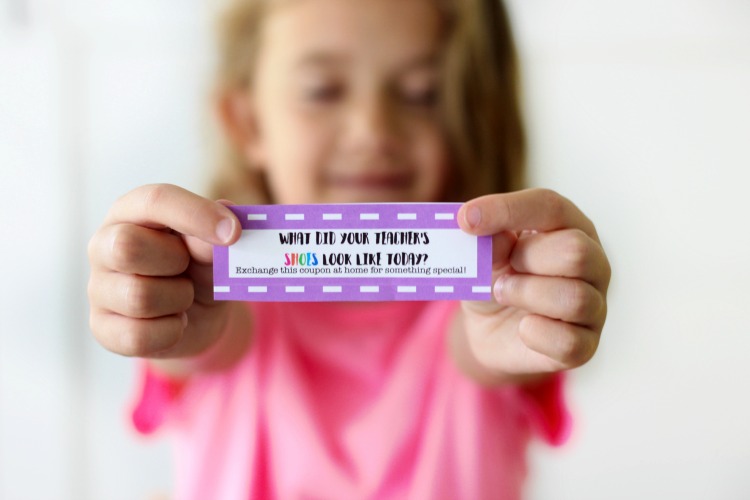 WHAT DID YOUR TEACHER'S
SHOES LOOK LIKE TODAY?
Exchange this coupon at home for something special!